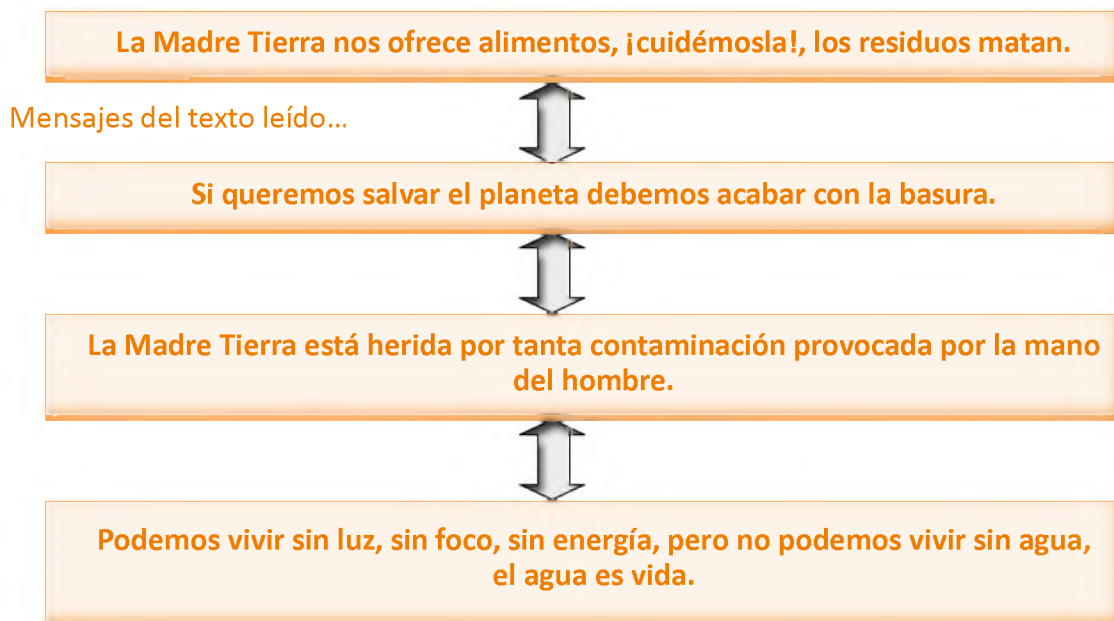 La Madre Tierra nos ofrece alimentos, ¡cuidémosla!, los residuos matan.
Mensajes del texto leído...
Si queremos salvar el planeta debemos acabar con la basura.
La Madre Tierra está herida por tanta contaminación provocada por la mano
del hombre.
Podemos vivir sin luz, sin foco, sin energía, pero no podemos vivir sin agua,
el agua es vida.